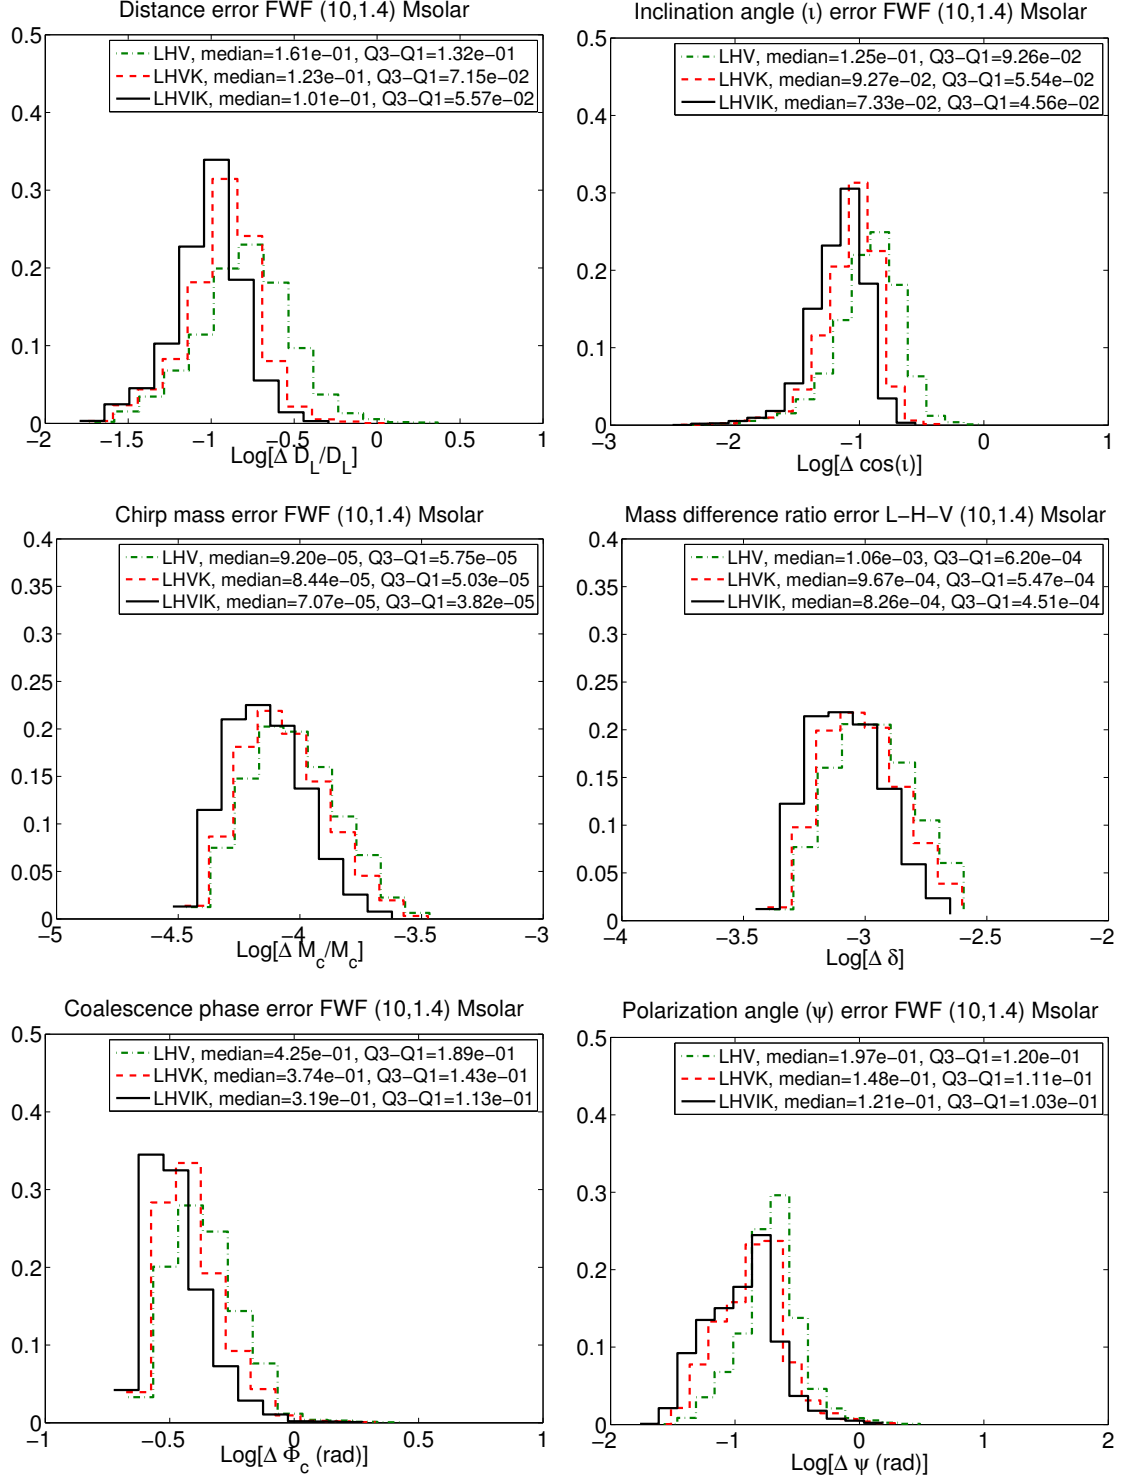 Distance error FWF (10,1.4) Msolar
LHV, median=1.61e−01, Q3−Q1=1.32e−01
LHVK, median=1.23e−01, Q3−Q1=7.15e−02
LHVIK, median=1.01e−01, Q3−Q1=5.57e−02
0.5
0.4
0.3
0.2
0.1
0
−2 −1.5 −1 −0.5 0 0.5 1
Log[Δ D_L/D_L]
Inclination angle (ι) error FWF (10,1.4) Msolar
LHV, median=1.25e−01, Q3−Q1=9.26e−02
LHVK, median=9.27e−02, Q3−Q1=5.54e−02
LHVIK, median=7.33e−02, Q3−Q1=4.56e−02
0.5
0.4
0.3
0.2
0.1
0
−3 −2 −1 0 1
Log[Δ cos(ι)]
Chirp mass error FWF (10,1.4) Msolar
LHV, median=9.20e−05, Q3−Q1=5.75e−05
LHVK, median=8.44e−05, Q3−Q1=5.03e−05
LHVIK, median=7.07e−05, Q3−Q1=3.82e−05
0.4
0.35
0.3
0.25
0.2
0.15
0.1
0.05
0
−5 −4.5 −4 −3.5 −3
Log[Δ M_c/M_c]
Mass difference ratio error L−H−V (10,1.4) Msolar
LHV, median=1.06e−03, Q3−Q1=6.20e−04
LHVK, median=9.67e−04, Q3−Q1=5.47e−04
LHVIK, median=8.26e−04, Q3−Q1=4.51e−04
0.4
0.35
0.3
0.25
0.2
0.15
0.1
0.05
0
−4 −3.5 −3 −2.5 −2
Log[Δ δ]
Coalescence phase error FWF (10,1.4) Msolar
LHV, median=4.25e−01, Q3−Q1=1.89e−01
LHVK, median=3.74e−01, Q3−Q1=1.43e−01
LHVIK, median=3.19e−01, Q3−Q1=1.13e−01
0.5
0.4
0.3
0.2
0.1
0
−1 −0.5 0 0.5 1
Log[Δ Φ_c (rad)]
Polarization angle (ψ) error FWF (10,1.4) Msolar
LHV, median=1.97e−01, Q3−Q1=1.20e−01
LHVK, median=1.48e−01, Q3−Q1=1.11e−01
LHVIK, median=1.21e−01, Q3−Q1=1.03e−01
0.5
0.4
0.3
0.2
0.1
0
−2 −1 0 1 2
Log[Δ ψ (rad)]